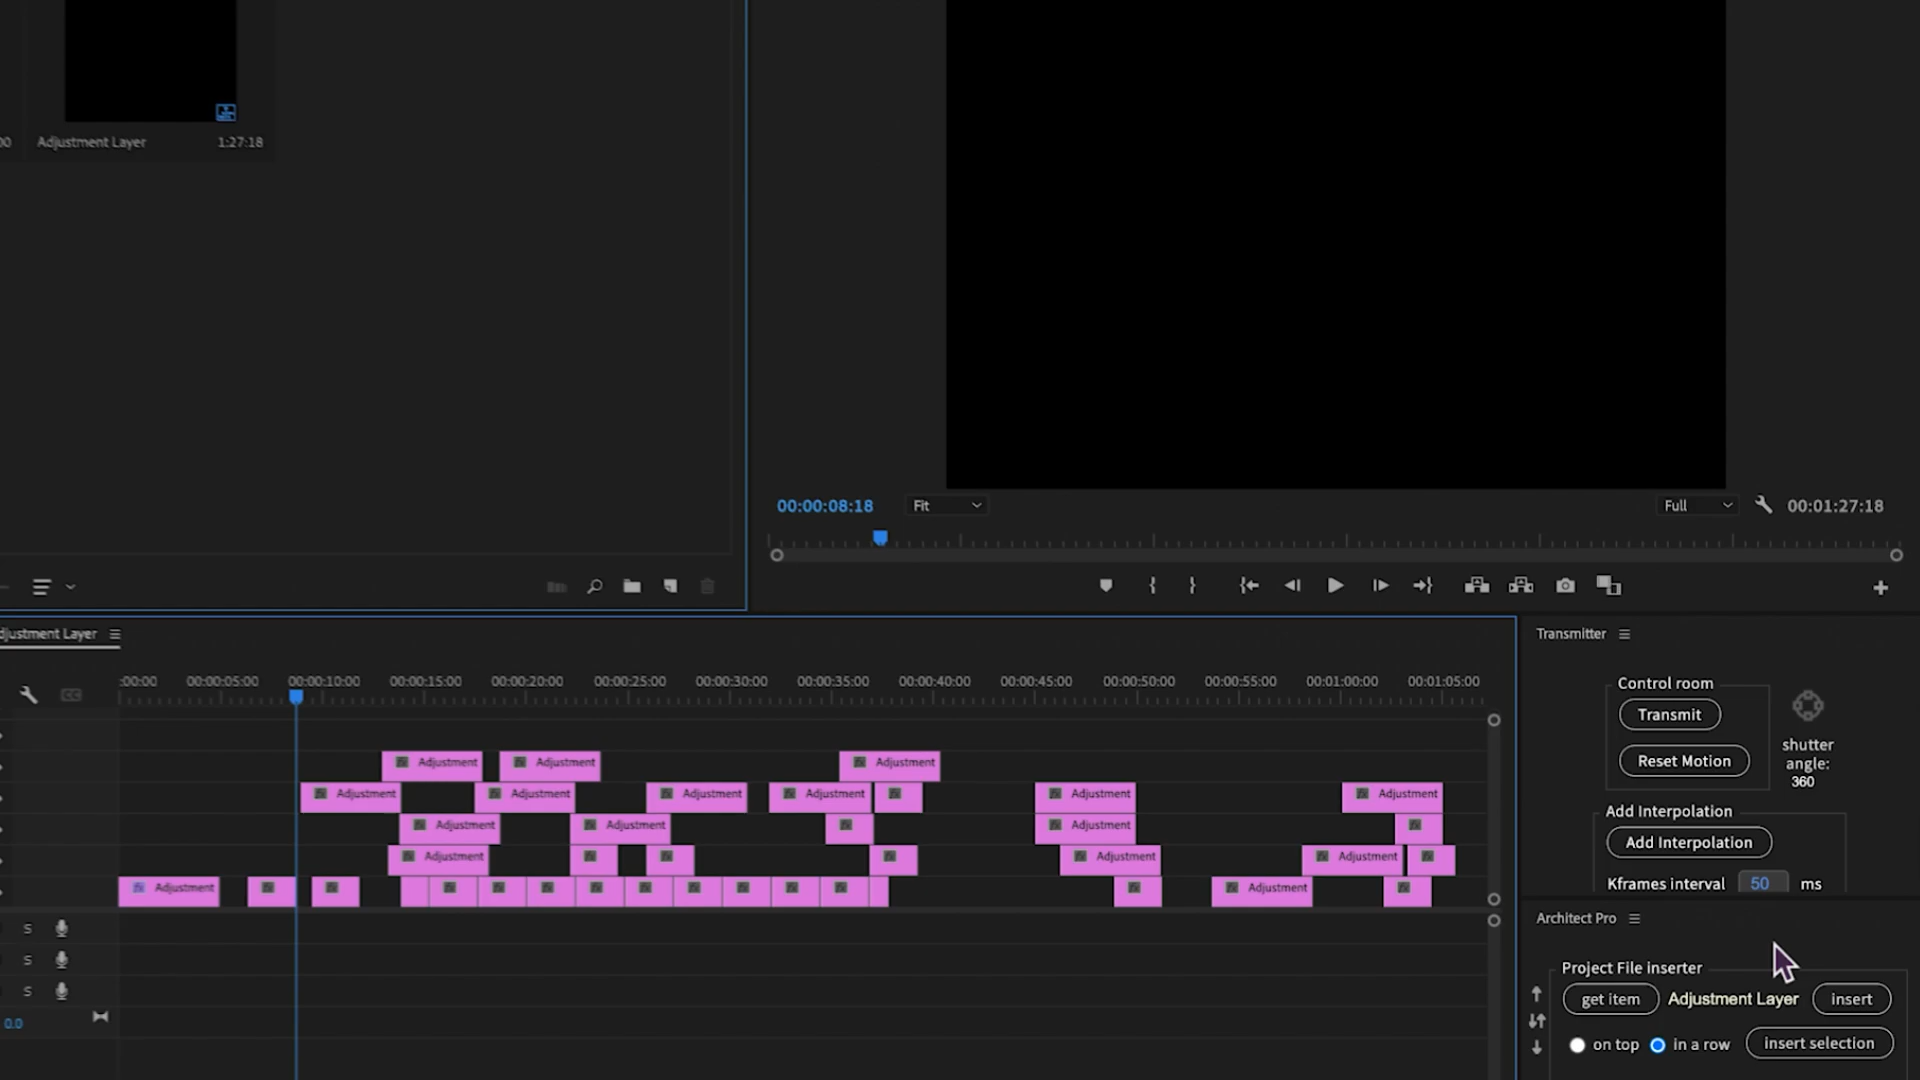 00
Adjustment Layer 1:27:18
00:00:08:18 Fit Full 00:01:27:18
djustment Layer
:00:00 00:00:05:00 00:00:10:00 00:00:15:00 00:00:20:00 00:00:25:00 00:00:30:00 00:00:35:00 00:00:40:00 00:00:45:00 00:00:50:00 00:00:55:00 00:01:00:00 00:01:05:00
Adjustment Adjustment Adjustment
Adjustment Adjustment Adjustment Adjustment Adjustment Adjustment
Adjustment Adjustment Adjustment
Adjustment Adjustment Adjustment
Adjustment Adjustment
S
S
S
0.0
Transmitter
Control room
Transmit
Reset Motion
shutter
angle:
360
Add Interpolation
Add Interpolation
Kframes interval 50 ms
Architect Pro
Project File inserter
get item Adjustment Layer insert
on top in a row insert selection